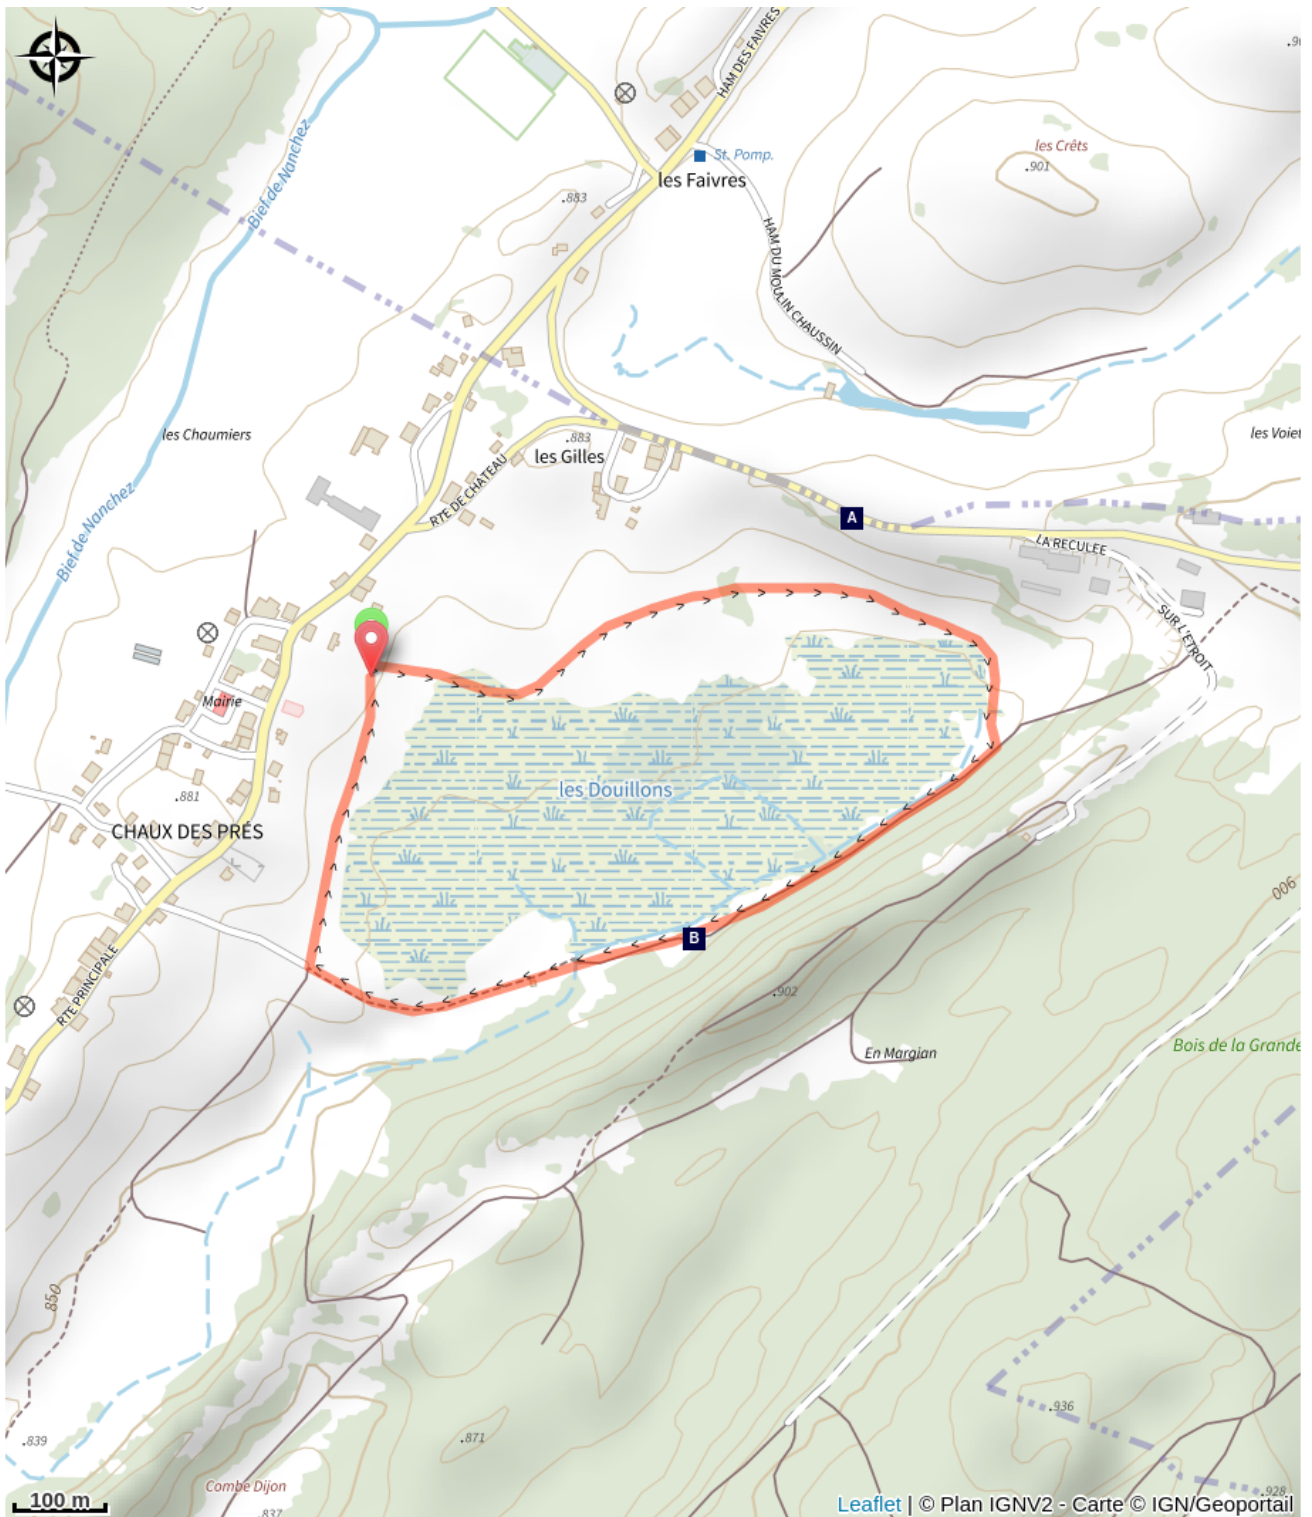 HAM DES FAIVRES
Bief de Nanchez
les Crêts
.901
St. Pomp.
les Faivres
.883
HAM DU MOULIN CHAUSSIN
les Chaumiers
.883
les Gilles
les Voiet
RTE DE CHATEAU
Bief de Nanchez
A
LA RECULEE
SUR L'ETROIT
Mairie
les Douillons
.881
CHAUX DES PRÉS
900
B
RTE PRINCIPALE
.902
En Margian
Bois de la Grande
850
.936
.839
.871
Combe Dijon
.928
100 m
.837
Leaflet | © Plan IGNV2 - Carte © IGN/Geoportail